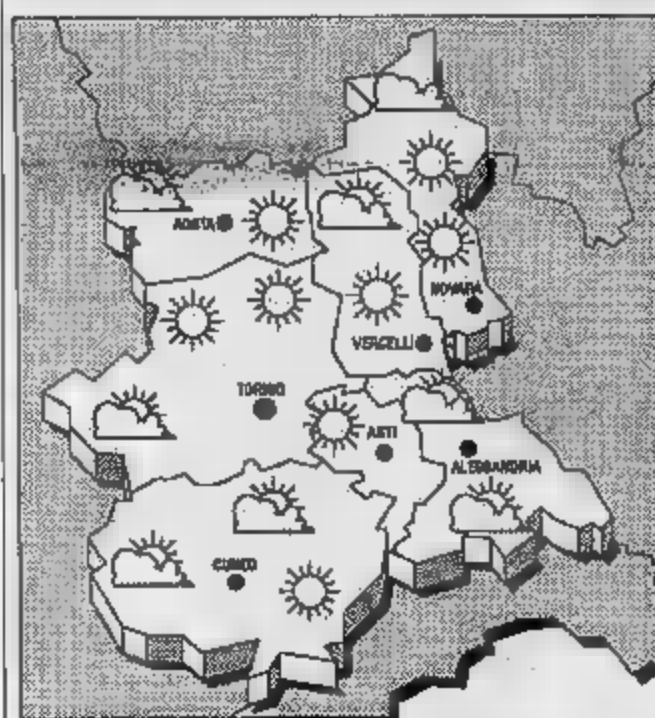 AOSTA
NOVARA
VERCELLI
TORINO
ASTI
ALESSANDRIA
CUNEO